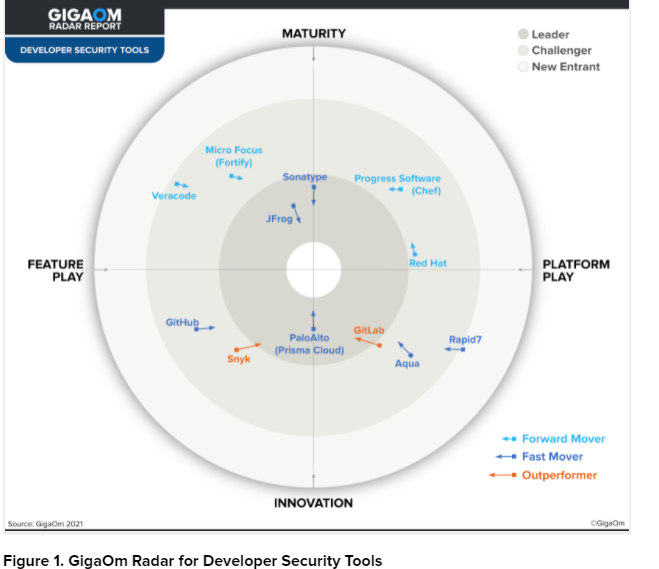 GIGAOM
RADAR REPORT
DEVELOPER SECURITY TOOLS
MATURITY
Leader
Challenger
New Entrant
Micro Focus
(Fortify)
Veracode
Sonatype
Progress Software
(Chef)
JFrog
FEATURE
PLAY
Red Hat
PLATFORM
PLAY
GitHub
Snyk
PaloAlto
(Prisma Cloud)
GitLab
Aqua
Rapid7
Forward Mover
Fast Mover
Outperformer
INNOVATION
Source: GigaOm 2021
©GigaOm
Figure 1. GigaOm Radar for Developer Security Tools